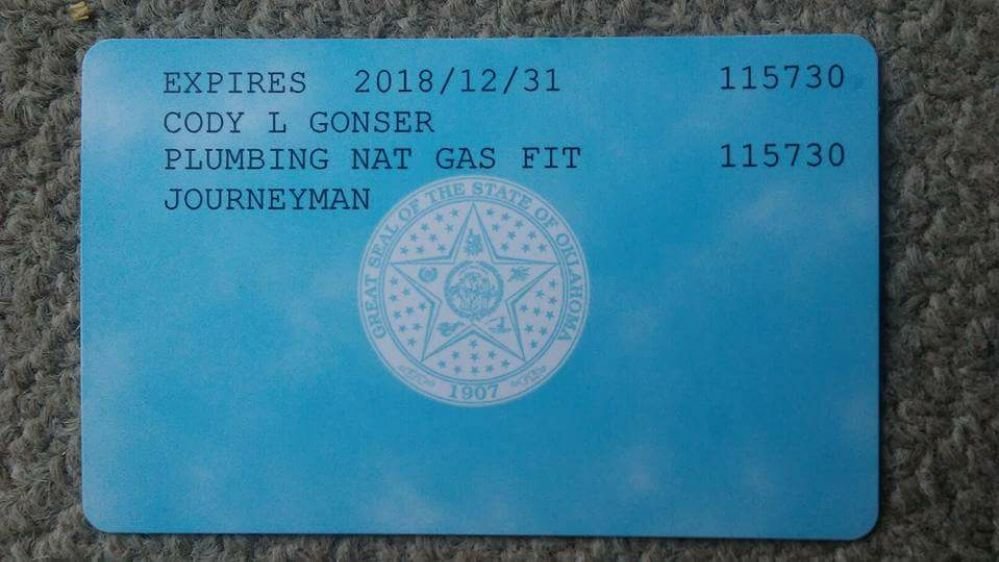 EXPIRES 2018/12/31 115730
CODY L GONSER
PLUMBING NAT GAS FIT 115730
JOURNEYMAN
GREAT SEAL OF THE STATE OF OKLAHOMA
1907